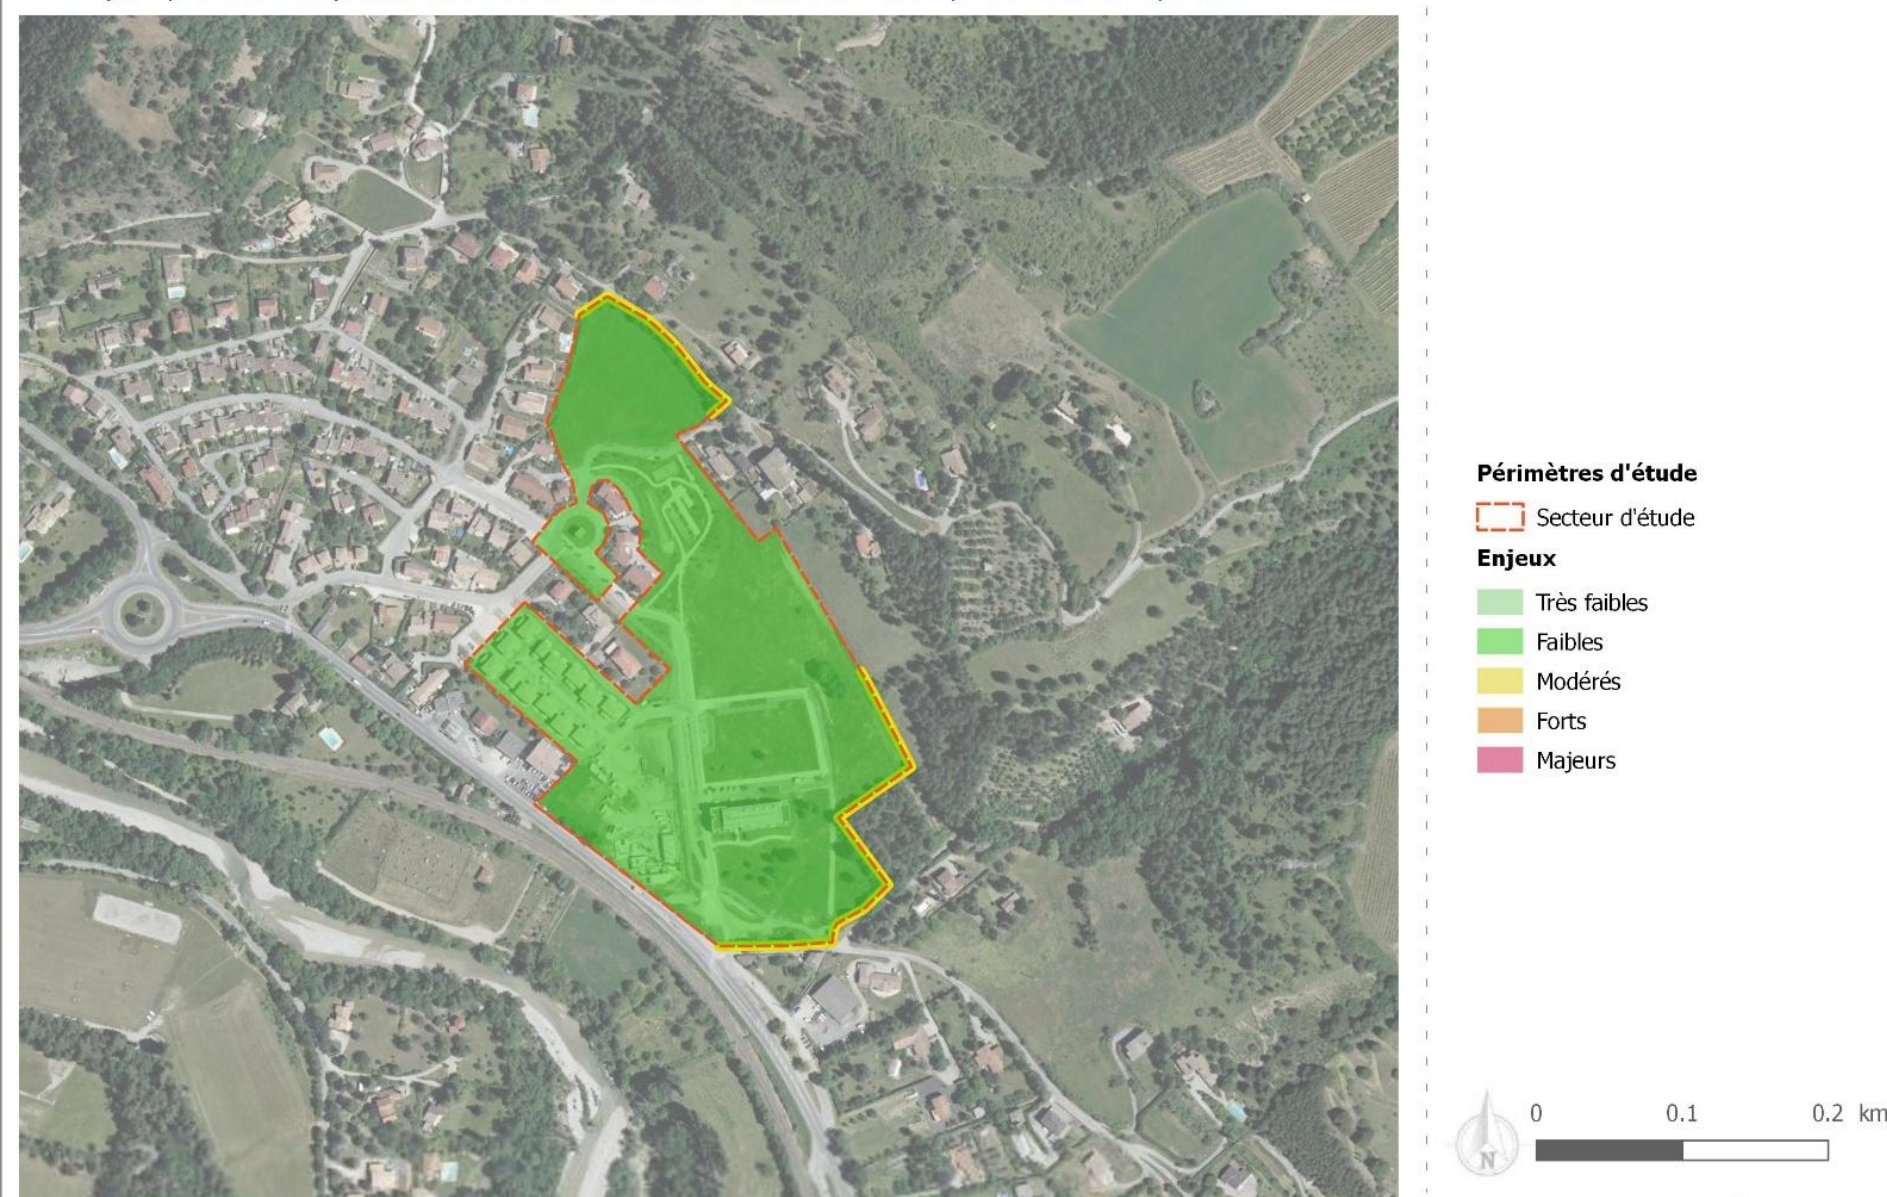 Périmètres d'étude
Secteur d'étude
Enjeux
Très faibles
Faibles
Modérés
Forts
Majeurs
0 0.1 0.2 km
N